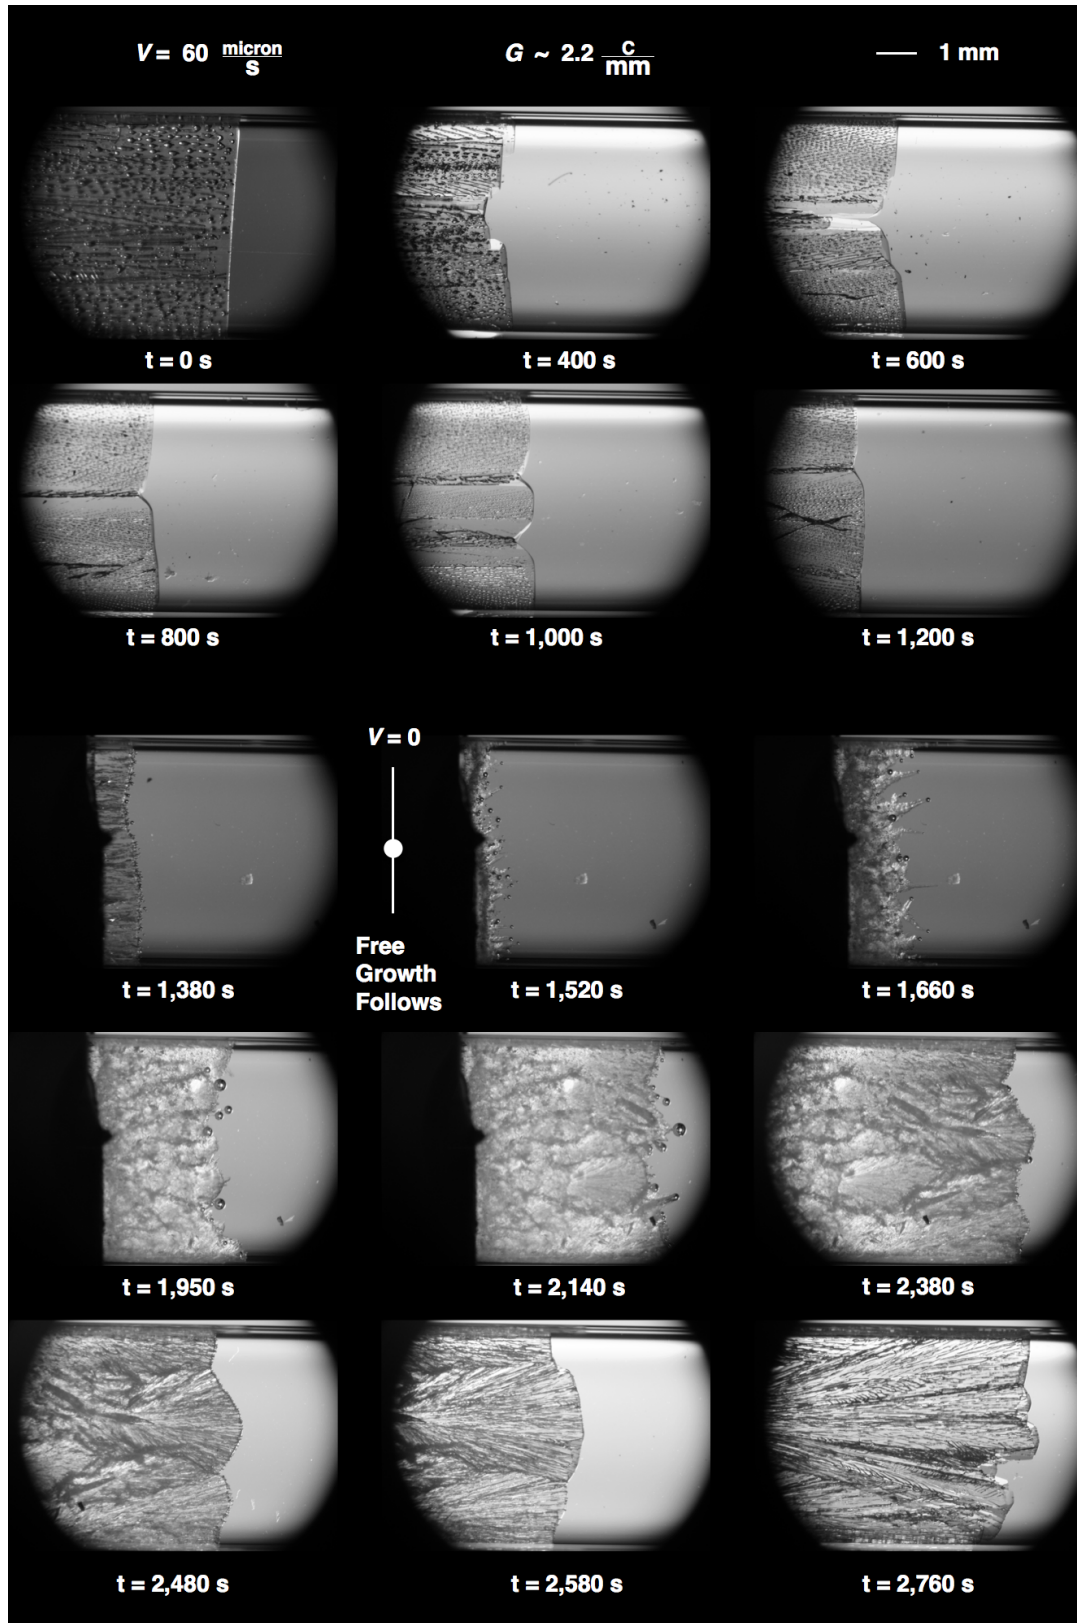 V = 60 micron/s G ~ 2.2 C/mm 1 mm
t = 0 s t = 400 s t = 600 s
t = 800 s t = 1,000 s t = 1,200 s
V = 0
Free
Growth
Follows
t = 1,380 s t = 1,520 s t = 1,660 s
t = 1,950 s t = 2,140 s t = 2,380 s
t = 2,480 s t = 2,580 s t = 2,760 s